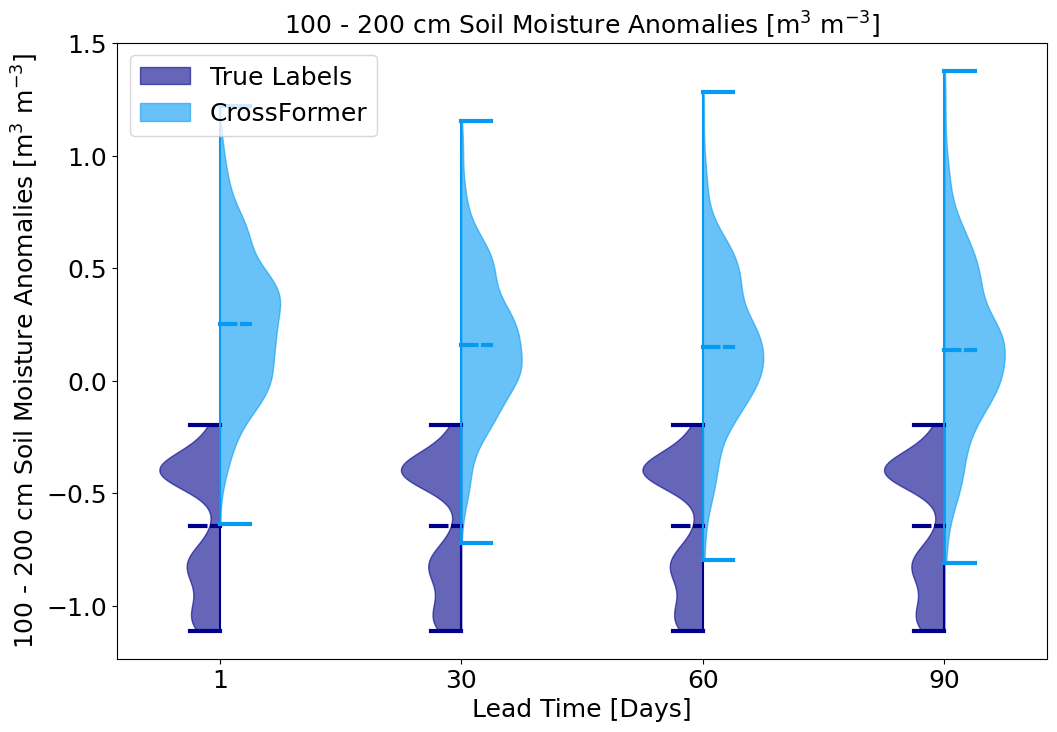 100 - 200 cm Soil Moisture Anomalies [m³ m⁻³]
100 - 200 cm Soil Moisture Anomalies [m³ m⁻³]
True Labels
CrossFormer
1.5
1.0
0.5
0.0
−0.5
−1.0
1 30 60 90
Lead Time [Days]